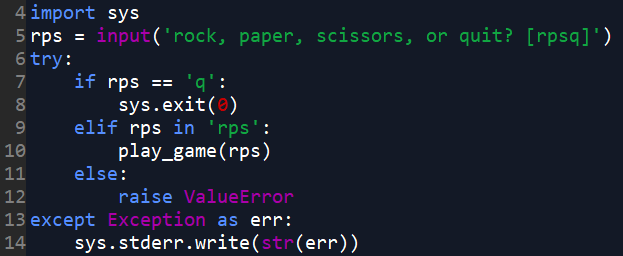 4 import sys
5 rps = input('rock, paper, scissors, or quit? [rpsq]')
6 try:
7     if rps == 'q':
8         sys.exit(0)
9     elif rps in 'rps':
10         play_game(rps)
11     else:
12         raise ValueError
13 except Exception as err:
14     sys.stderr.write(str(err))